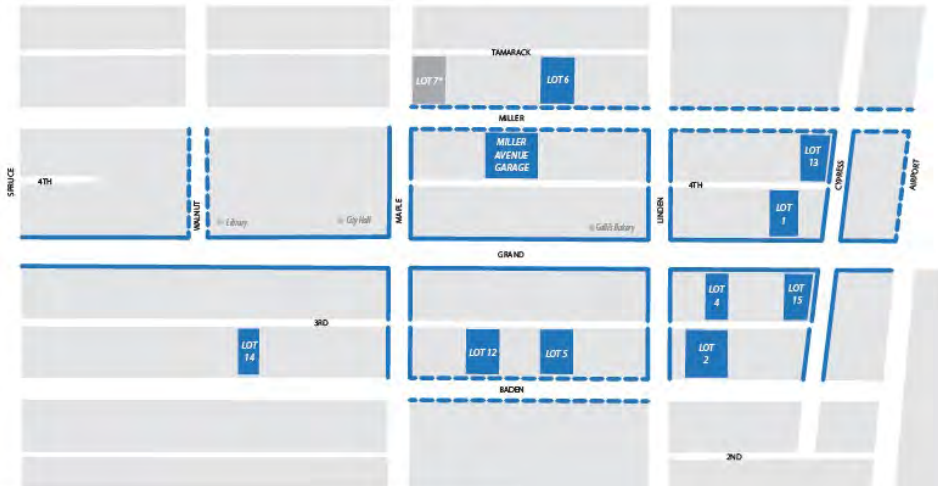 TAMARACK
LOT 7*
LOT 6
MILLER
MILLER
AVENUE
GARAGE
LOT
13
SPRUCE
4TH
WALNUT
Library
City Hall
MAPLE
LINDEN
4TH
CYPRESS
AIRPORT
LOT
1
Galli's Bakery
GRAND
LOT
4
LOT
15
3RD
LOT
14
LOT 12
LOT 5
LOT
2
BADEN
2ND